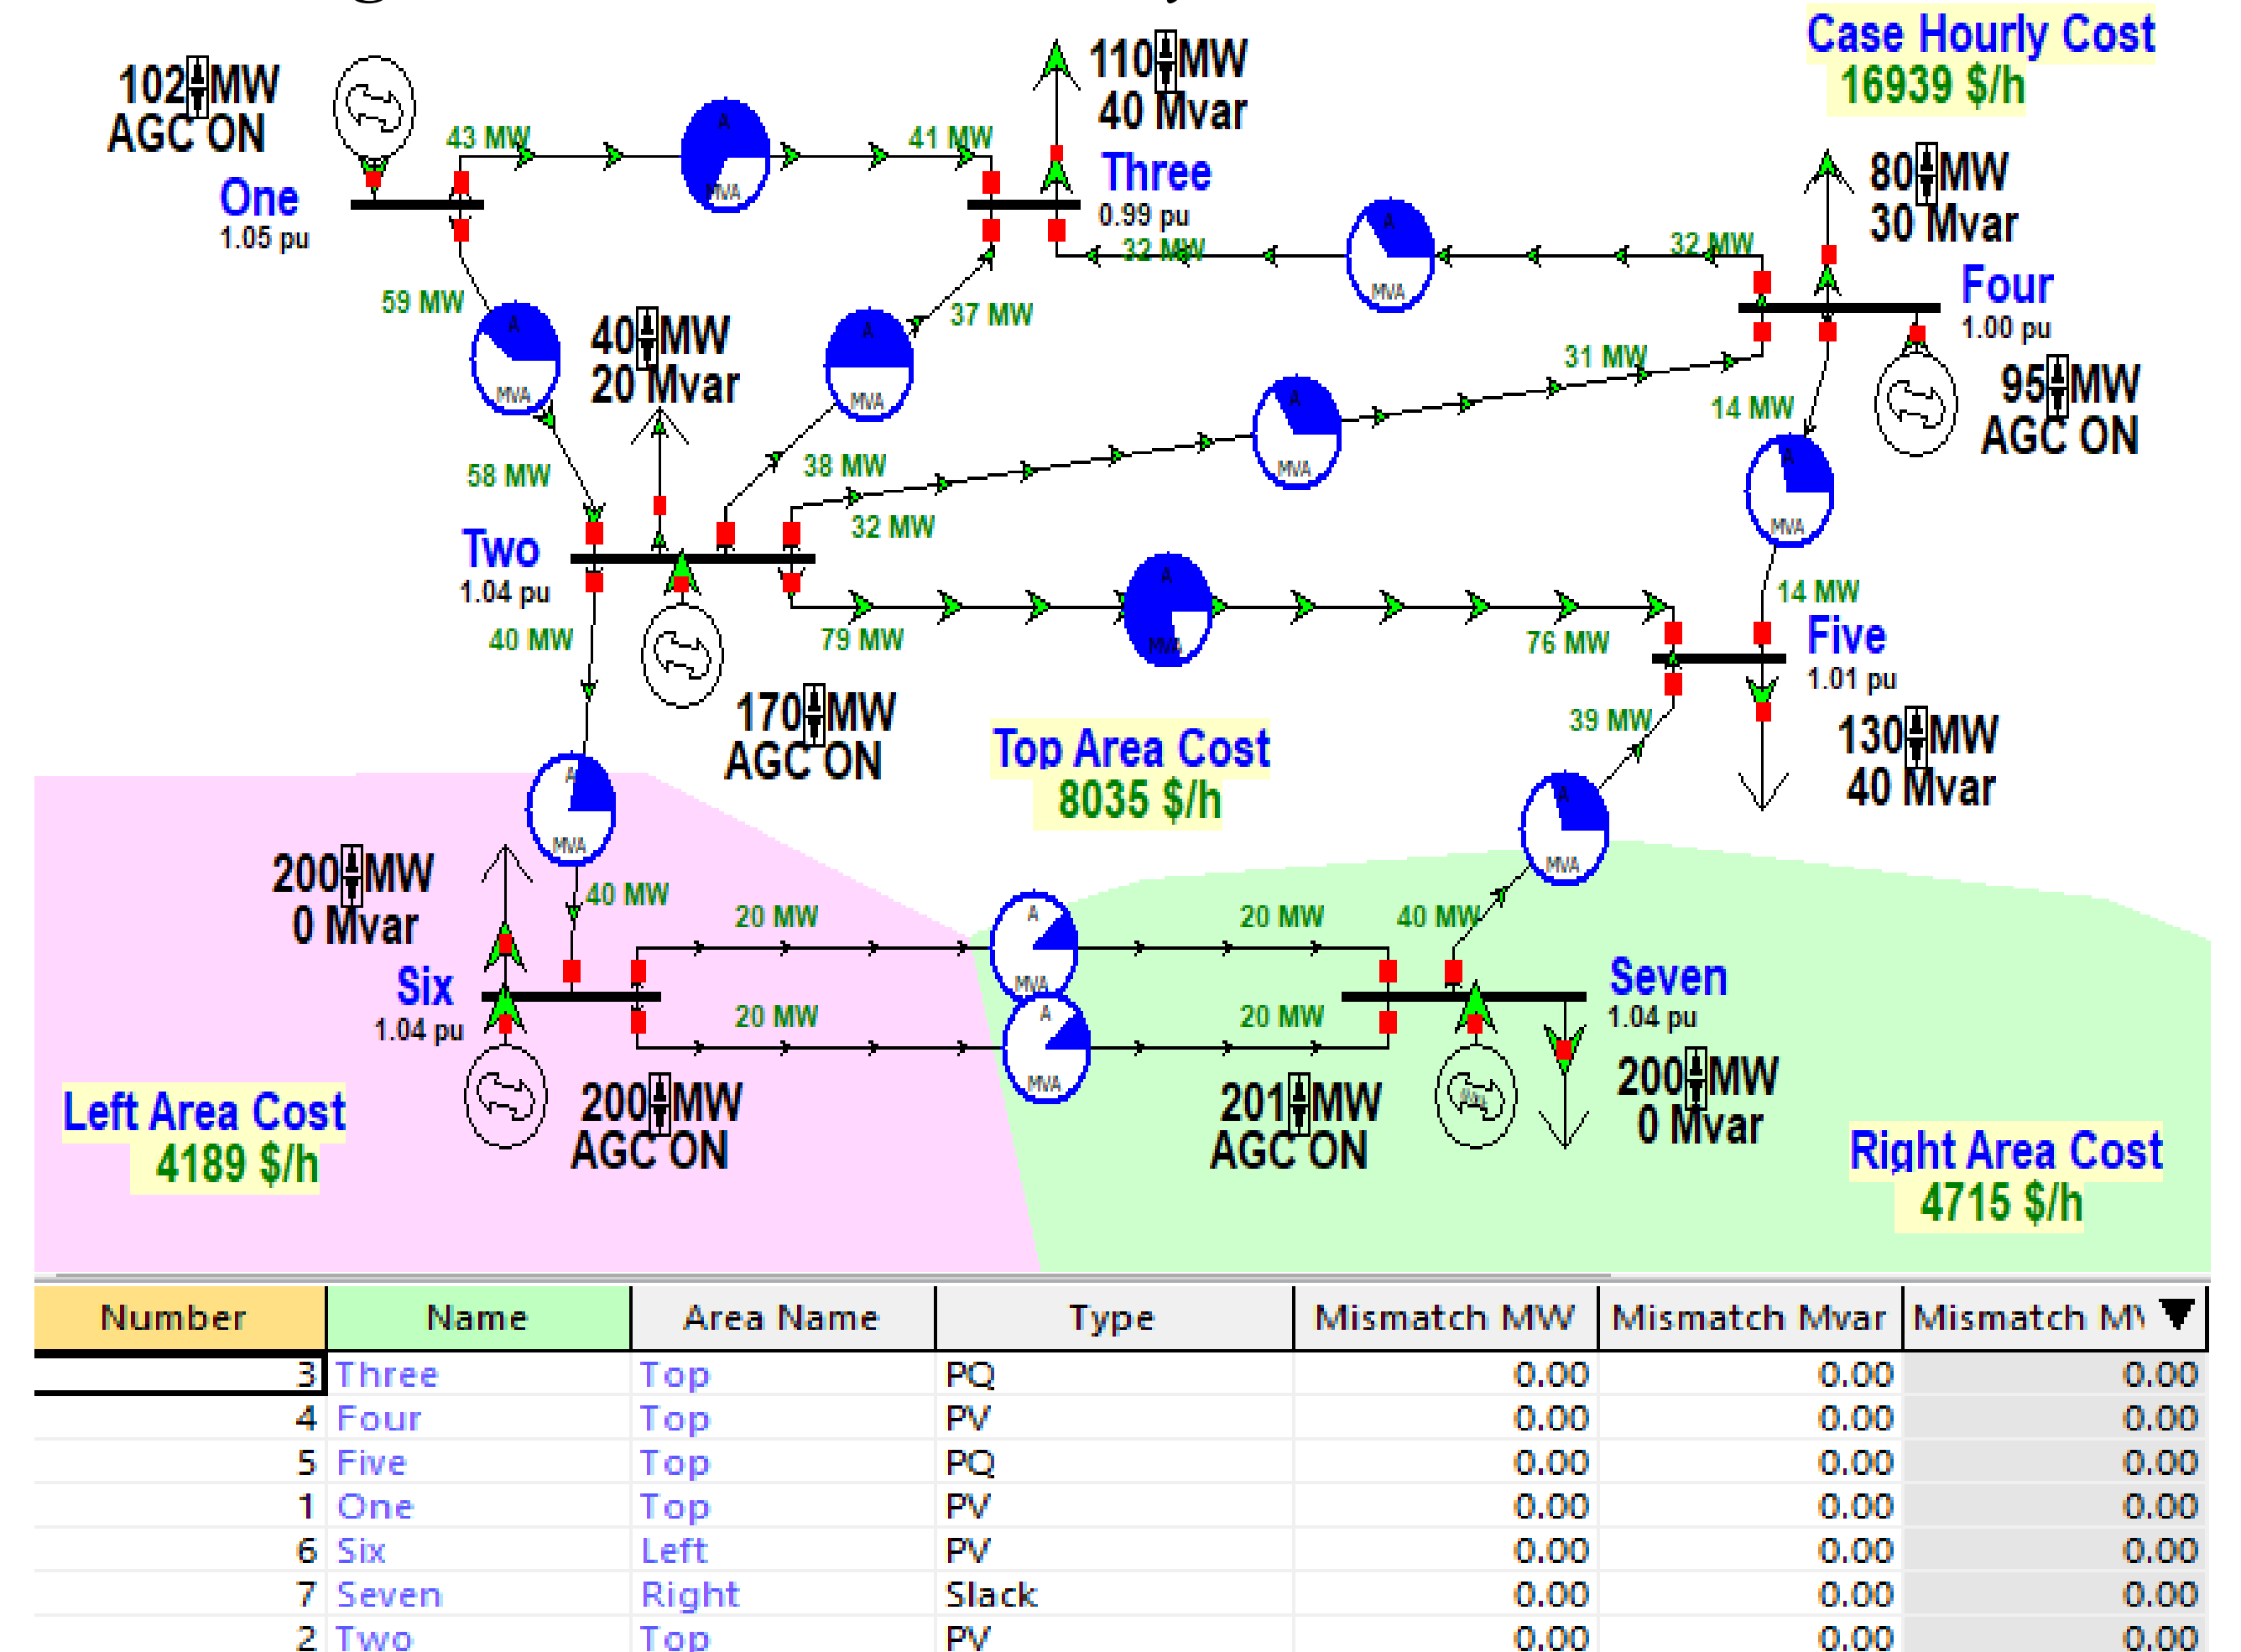 Case Hourly Cost
16939 $/h
102 MW
AGC ON
43 MW
A
MVA
41 MW
110 MW
40 Mvar
One
1.05 pu
Three
0.99 pu
80 MW
30 Mvar
32 MW
A
MVA
32 MW
Four
1.00 pu
59 MW
A
MVA
40 MW
20 Mvar
A
MVA
37 MW
31 MW
95 MW
AGC ON
14 MW
58 MW
38 MW
32 MW
A
MVA
A
MVA
Two
1.04 pu
40 MW
79 MW
A
MVA
76 MW
14 MW
Five
1.01 pu
170 MW
AGC ON
Top Area Cost
8035 $/h
39 MW
130 MW
40 Mvar
A
MVA
A
MVA
200 MW
0 Mvar
40 MW
20 MW
A
MVA
20 MW
40 MW
Six
1.04 pu
20 MW
A
MVA
20 MW
Seven
1.04 pu
Left Area Cost
4189 $/h
200 MW
AGC ON
201 MW
AGC ON
200 MW
0 Mvar
Right Area Cost
4715 $/h
Number Name Area Name Type Mismatch MW Mismatch Mvar Mismatch
3 Three Top PQ 0.00 0.00 0.00
4 Four Top PV 0.00 0.00 0.00
5 Five Top PQ 0.00 0.00 0.00
1 One Top PV 0.00 0.00 0.00
6 Six Left PV 0.00 0.00 0.00
7 Seven Right Slack 0.00 0.00 0.00
2 Two Top PV 0.00 0.00 0.00